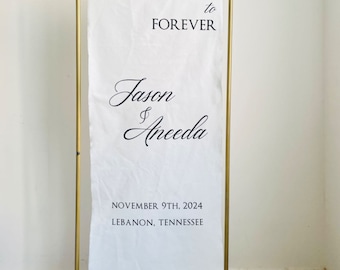 to
FOREVER
Jason
&
Aneeda
NOVEMBER 9TH, 2024
LEBANON, TENNESSEE